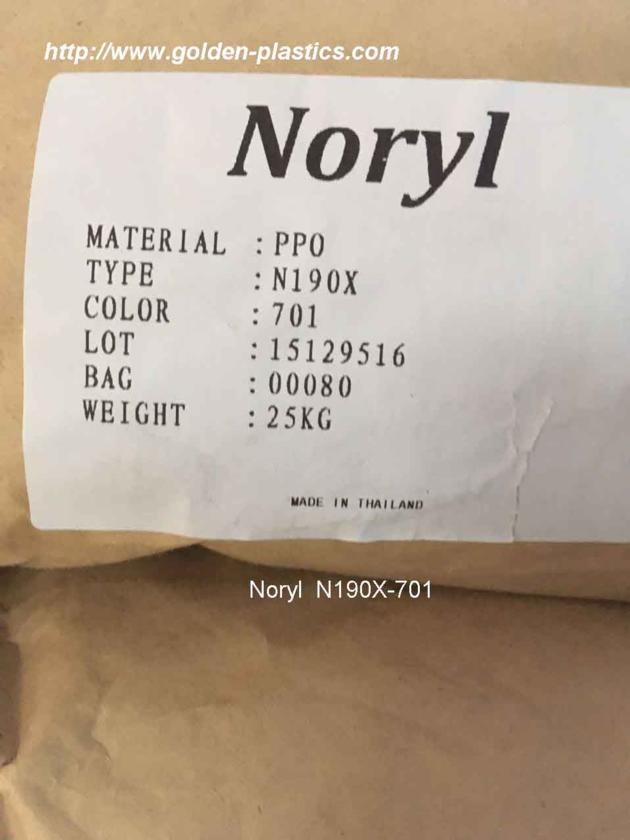 http://www.golden-plastics.com
Noryl
MATERIAL : PPO
TYPE : N190X
COLOR : 701
LOT : 15129516
BAG : 00080
WEIGHT : 25KG
MADE IN THAILAND
Noryl N190X-701